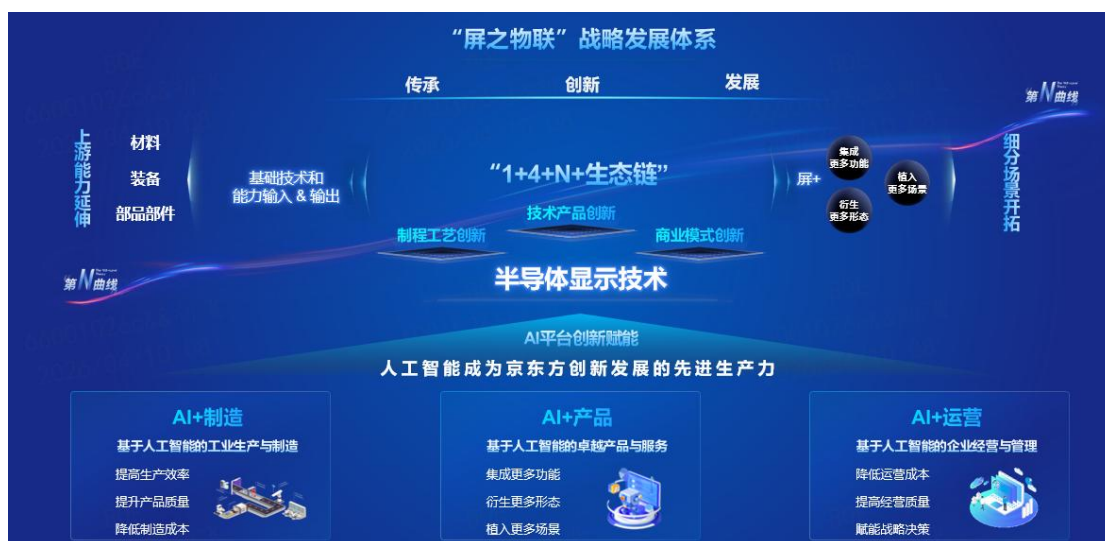 “屏之物联”战略发展体系
传承 创新 发展
第N曲线
上游能力延伸
材料
装备
部品部件
基础技术和
能力输入 & 输出
“1+4+N+生态链”
技术产品创新
制程工艺创新
商业模式创新
半导体显示技术
屏+
集成
更多功能
植入
更多场景
衍生
更多形态
细分场景开拓
第N曲线
AI平台创新赋能
人工智能成为京东方创新发展的先进生产力
AI+制造
基于人工智能的工业生产与制造
提高生产效率
提升产品质量
降低制造成本
AI+产品
基于人工智能的卓越产品与服务
集成更多功能
衍生更多形态
植入更多场景
AI+运营
基于人工智能的企业经营与管理
降低运营成本
提高经营质量
赋能战略决策